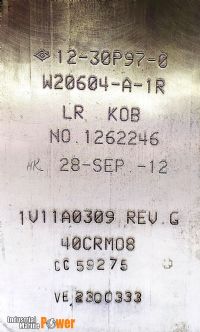 12-30P97-0
W20604-A-1R
LR KOB
NO.1262246
HK 28-SEP.-12
1V11A0309 REV.G
40CRMO8
CC 59275
VE 2300333
Industrial
Marine Power